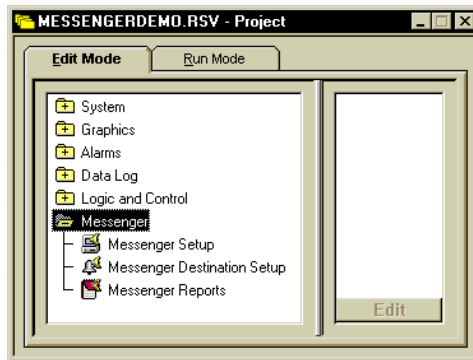 MESSENGERDEMO.RSV - Project
Edit Mode Run Mode
System
Graphics
Alarms
Data Log
Logic and Control
Messenger
Messenger Setup
Messenger Destination Setup
Messenger Reports
Edit